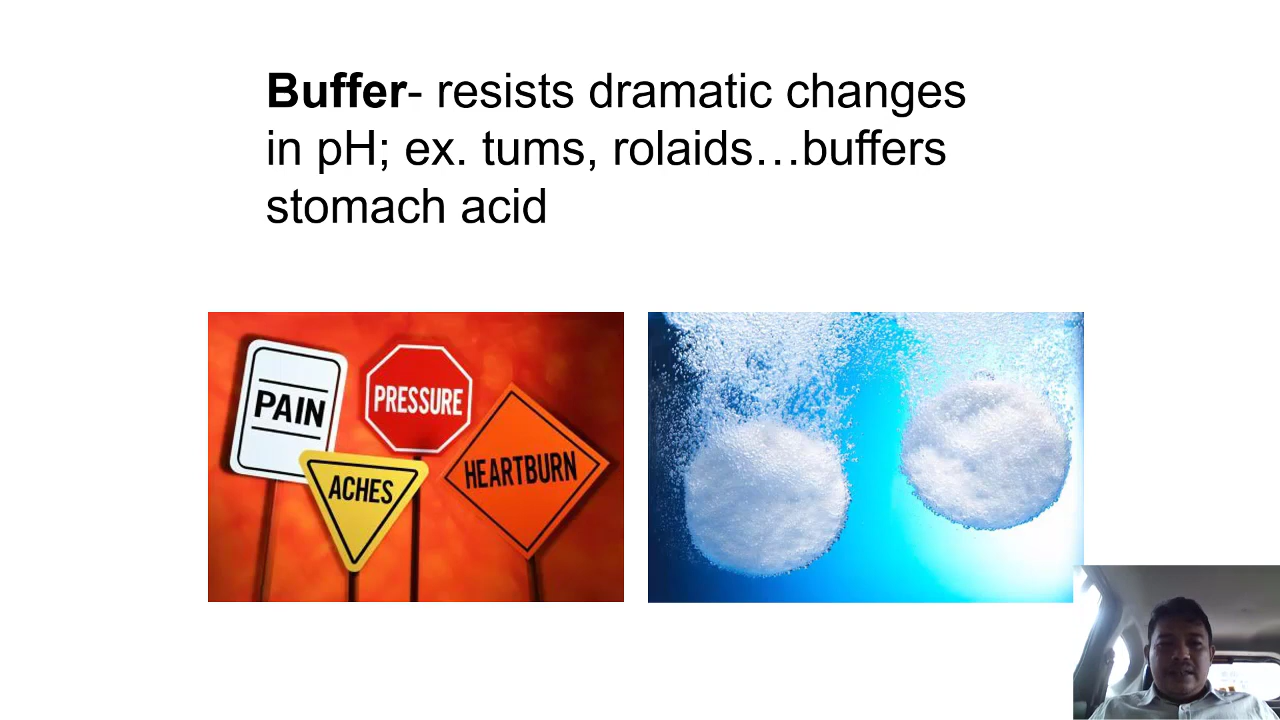 Buffer- resists dramatic changes
in pH; ex. tums, rolaids…buffers
stomach acid
PAIN
PRESSURE
ACHES
HEARTBURN